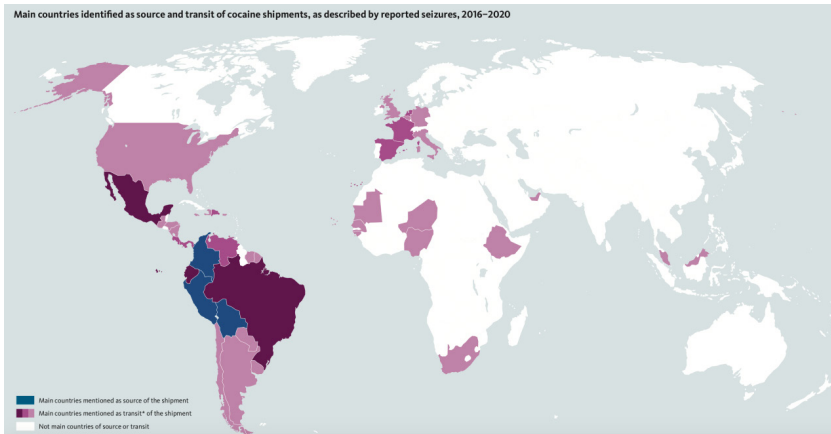 Main countries identified as source and transit of cocaine shipments, as described by reported seizures, 2016–2020
Main countries mentioned as source of the shipment
Main countries mentioned as transit* of the shipment
Not main countries of source or transit